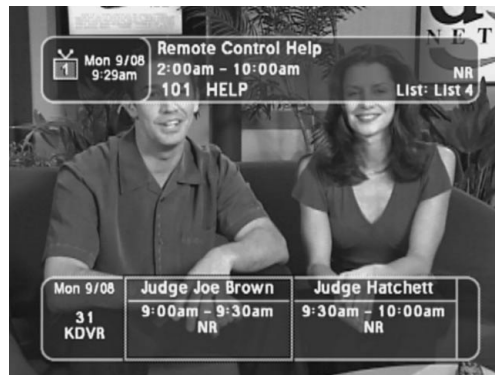 N E T
1
Mon 9/08
9:29am
Remote Control Help
2:00am - 10:00am
NR
101 HELP
List: List 4
Mon 9/08
31
KDVR
Judge Joe Brown
9:00am - 9:30am
NR
Judge Hatchett
9:30am - 10:00am
NR